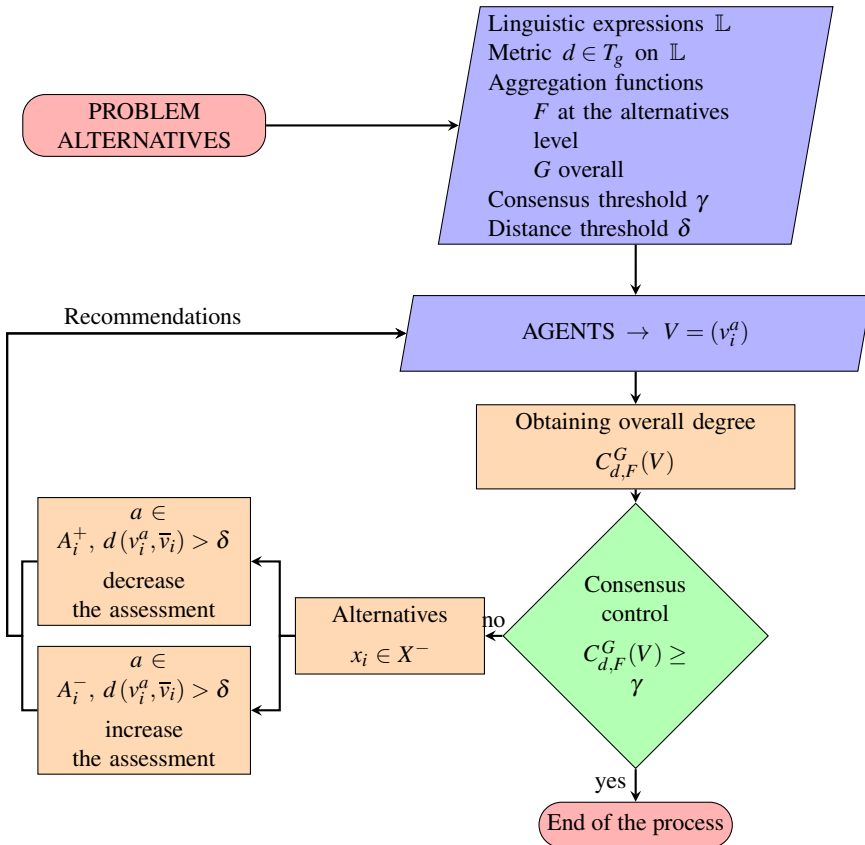 PROBLEM
ALTERNATIVES
Linguistic expressions 𝕃
Metric d ∈ T_g on 𝕃
Aggregation functions
F at the alternatives
level
G overall
Consensus threshold γ
Distance threshold δ
Recommendations
AGENTS → V = (v_i^a)
Obtaining overall degree
C_{d,F}^G(V)
a ∈
A_i^+, d(v_i^a, v̅_i) > δ
decrease
the assessment
a ∈
A_i^−, d(v_i^a, v̅_i) > δ
increase
the assessment
Alternatives
x_i ∈ X^−
no
Consensus
control
C_{d,F}^G(V) ≥
γ
yes
End of the process